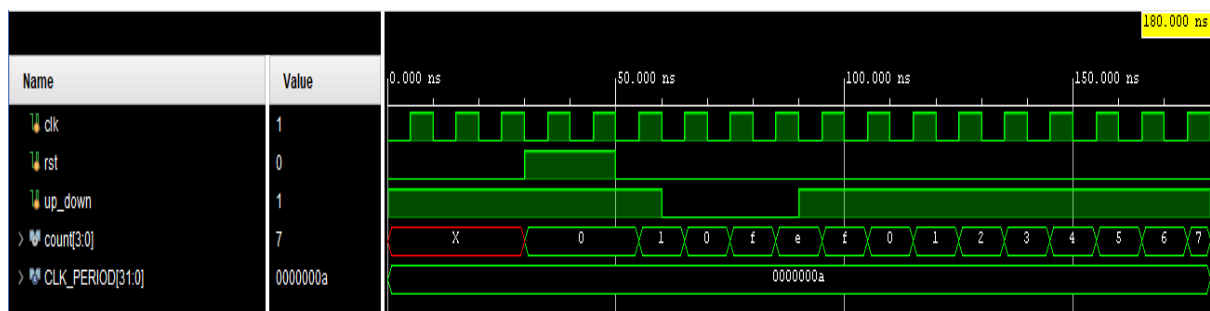 180.000 ns
Name Value 0.000 ns 50.000 ns 100.000 ns 150.000 ns
clk 1
rst 0
up_down 1
> count[3:0] 7 X 0 1 0 f e f 0 1 2 3 4 5 6 7
> CLK_PERIOD[31:0] 0000000a 0000000a